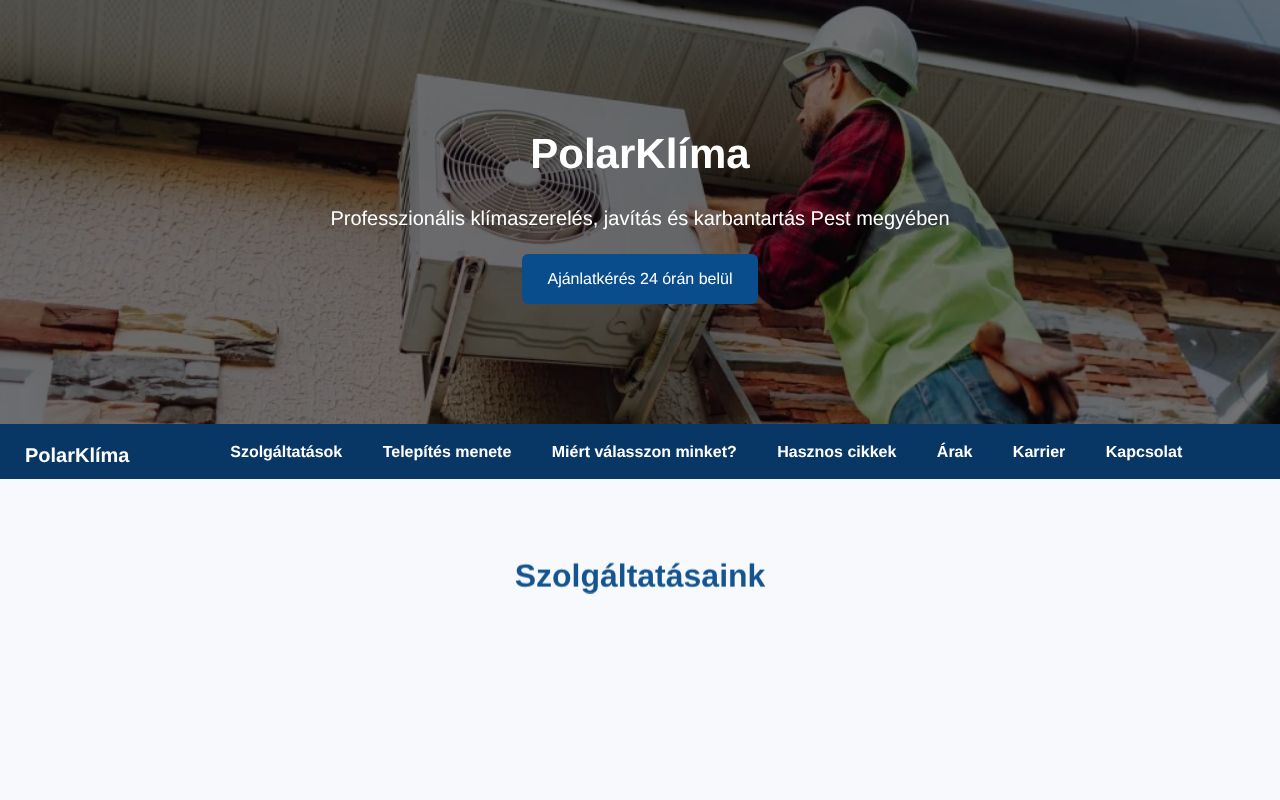 PolarKlíma
Professzionális klímaszerelés, javítás és karbantartás Pest megyében
Ajánlatkérés 24 órán belül
PolarKlíma
Szolgáltatások
Telepítés menete
Miért válasszon minket?
Hasznos cikkek
Árak
Karrier
Kapcsolat
Szolgáltatásaink